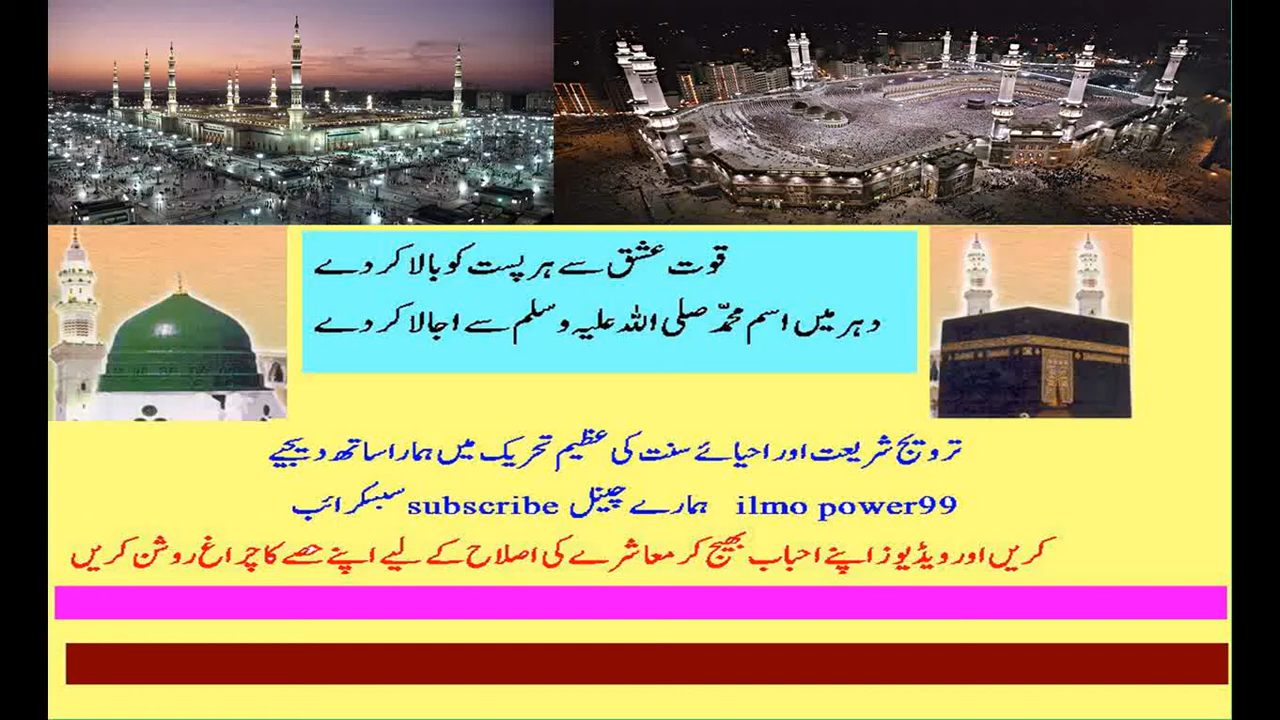 قوت عشق سے ہر پست کو بالا کر دے
دہر میں اسم محمدؐ صلی اللہ علیہ وسلم سے اجالا کر دے
ترویج شریعت اور احیائے سنت کی عظیم تحریک میں ہمارا ساتھ دیجیے
ilmo power99 ہمارے چینل subscribe سبسکرائب
کریں اور ویڈیوز اپنے احباب بھیج کر معاشرے کی اصلاح کے لیے اپنے حصے کا چراغ روشن کریں